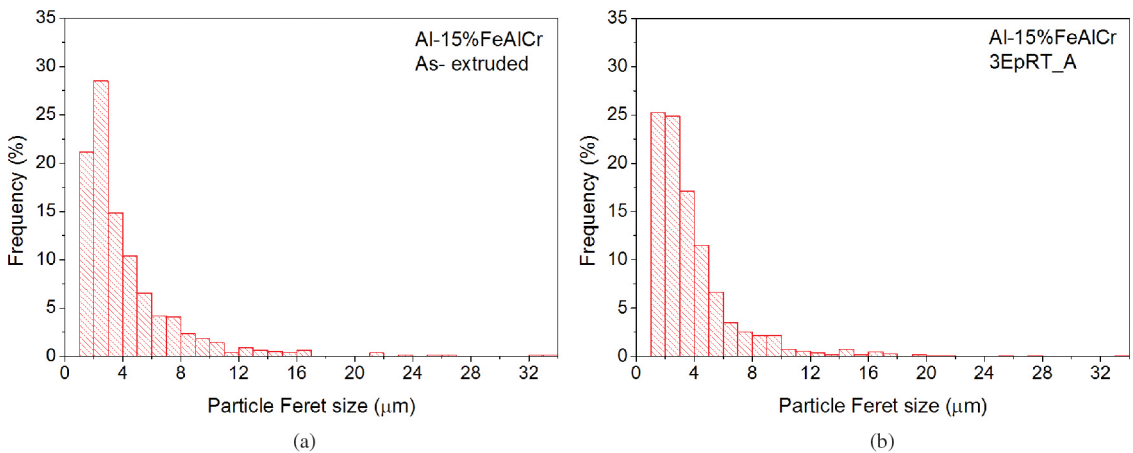 35
30
25
20
15
10
5
0
Frequency (%)
Al-15%FeAlCr
As- extruded
0 4 8 12 16 20 24 28 32
Particle Feret size (μm)
(a)
35
30
25
20
15
10
5
0
Frequency (%)
Al-15%FeAlCr
3EpRT_A
0 4 8 12 16 20 24 28 32
Particle Feret size (μm)
(b)